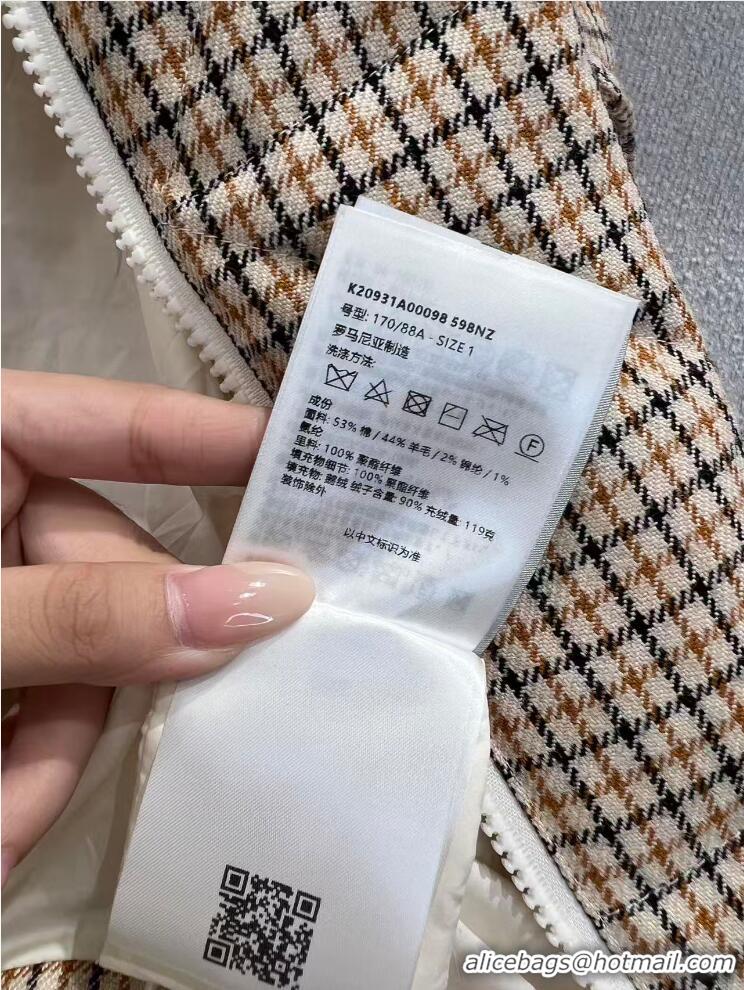 K20931A00098 598NZ
号型: 170/88A - SIZE 1
罗马尼亚制造
洗涤方法:
F
成份
面料: 53% 棉 / 44% 羊毛 / 2% 锦纶 / 1%
氨纶
里料: 100% 聚酯纤维
填充物细节: 100% 聚酯纤维
填充物: 鹅绒 绒子含量: 90% 充绒量: 119克
装饰除外
以中文标识为准
alicebags@hotmail.com